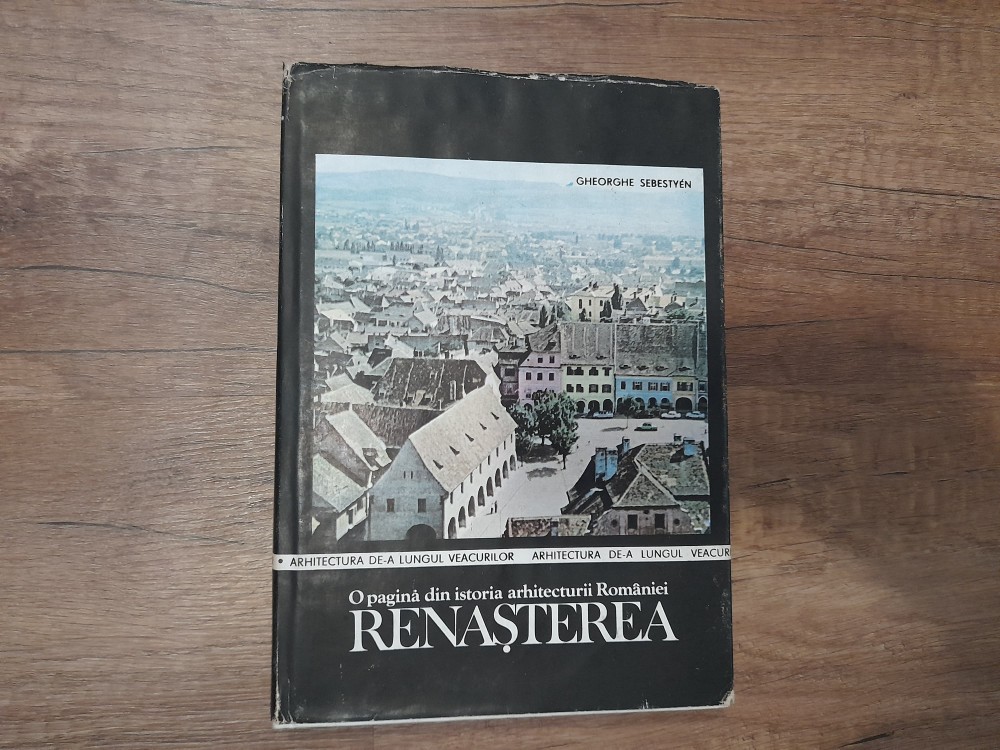 GHEORGHE SEBESTYÉN
• ARHITECTURA DE-A LUNGUL VEACURILOR ARHITECTURA DE-A LUNGUL VEACUR
O pagină din istoria arhitecturii României
RENAȘTEREA